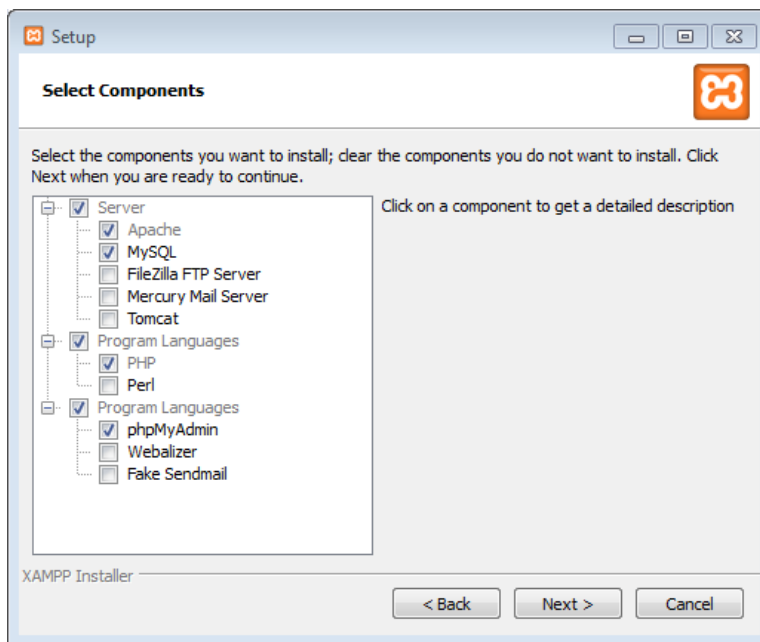 Setup
Select Components
Select the components you want to install; clear the components you do not want to install. Click
Next when you are ready to continue.
Server
Apache
MySQL
FileZilla FTP Server
Mercury Mail Server
Tomcat
Program Languages
PHP
Perl
Program Languages
phpMyAdmin
Webalizer
Fake Sendmail
Click on a component to get a detailed description
XAMPP Installer
< Back
Next >
Cancel